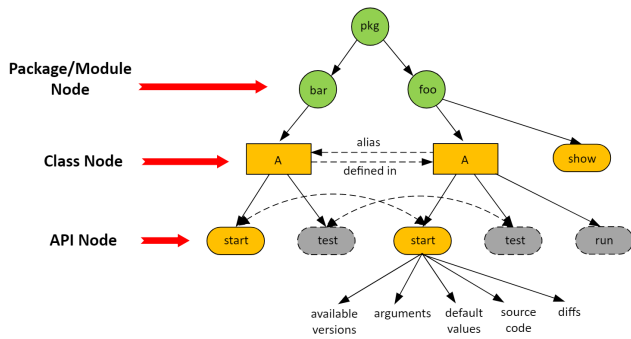 pkg
Package/Module
Node
bar
foo
alias
Class Node
A
A
show
defined in
API Node
start
test
start
test
run
available
versions
arguments
default
values
source
code
diffs